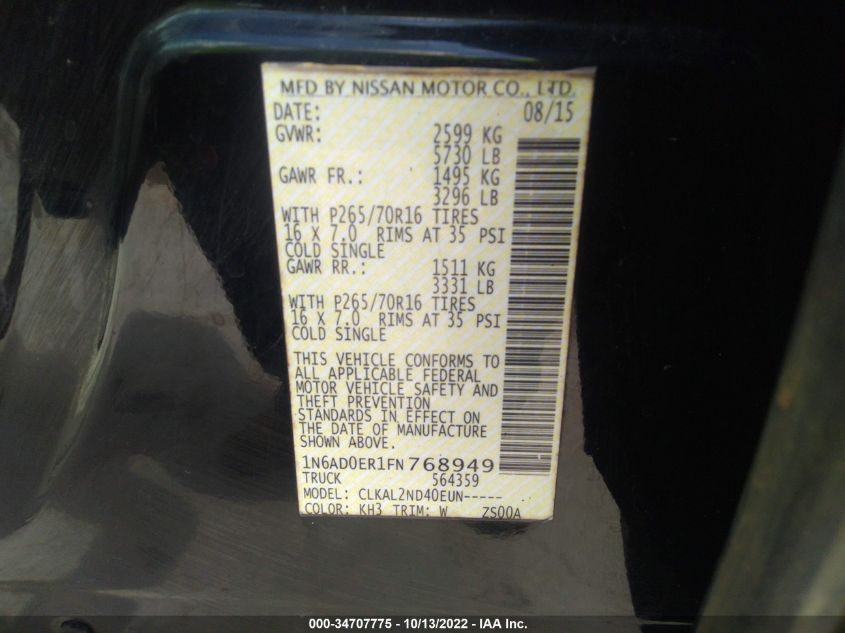 MFD BY NISSAN MOTOR CO., LTD.
DATE: 08/15
GVWR: 2599 KG
5730 LB
GAWR FR.: 1495 KG
3296 LB
WITH P265/70R16 TIRES
16 X 7.0 RIMS AT 35 PSI
COLD SINGLE
GAWR RR.: 1511 KG
3331 LB
WITH P265/70R16 TIRES
16 X 7.0 RIMS AT 35 PSI
COLD SINGLE
THIS VEHICLE CONFORMS TO
ALL APPLICABLE FEDERAL
MOTOR VEHICLE SAFETY AND
THEFT PREVENTION
STANDARDS IN EFFECT ON
THE DATE OF MANUFACTURE
SHOWN ABOVE.
1N6AD0ER1FN768949
TRUCK 564359
MODEL: CLKAL2ND40EUN-----
COLOR: KH3 TRIM: W ZS00A
000-34707775 - 10/13/2022 - IAA Inc.